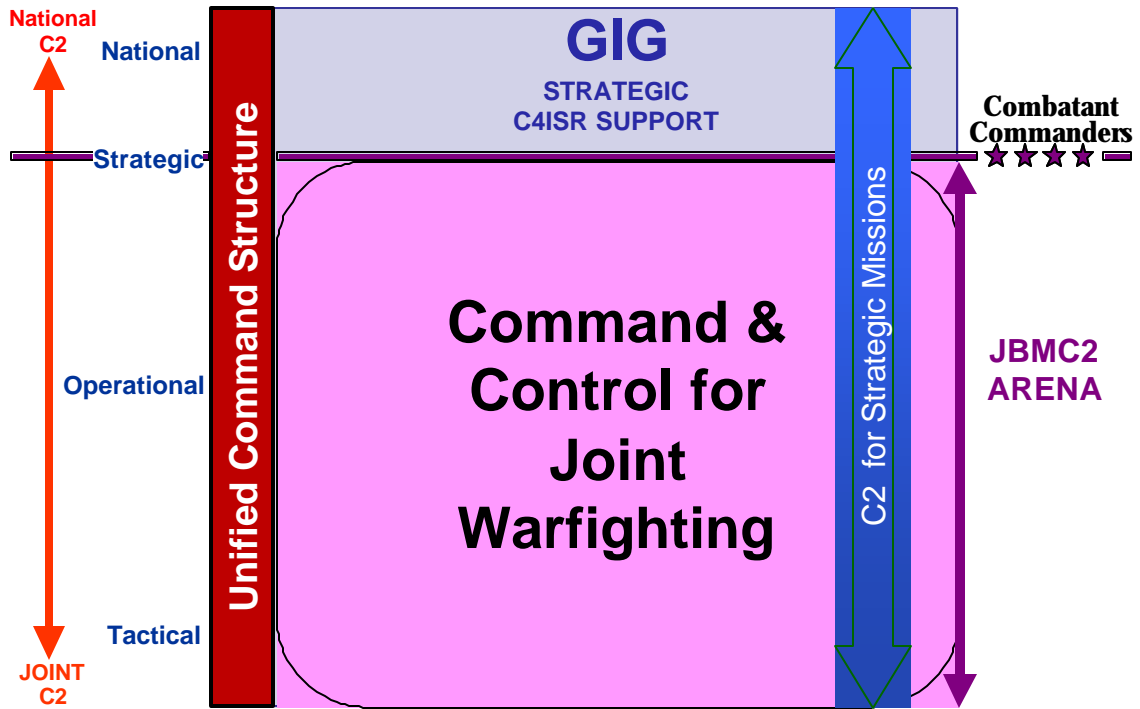 National
C2
National
GIG
STRATEGIC
C4ISR SUPPORT
Combatant
Commanders
Strategic
Unified Command Structure
Command &
Control for
Joint
Warfighting
C2 for Strategic Missions
JBMC2
ARENA
Operational
Tactical
JOINT
C2